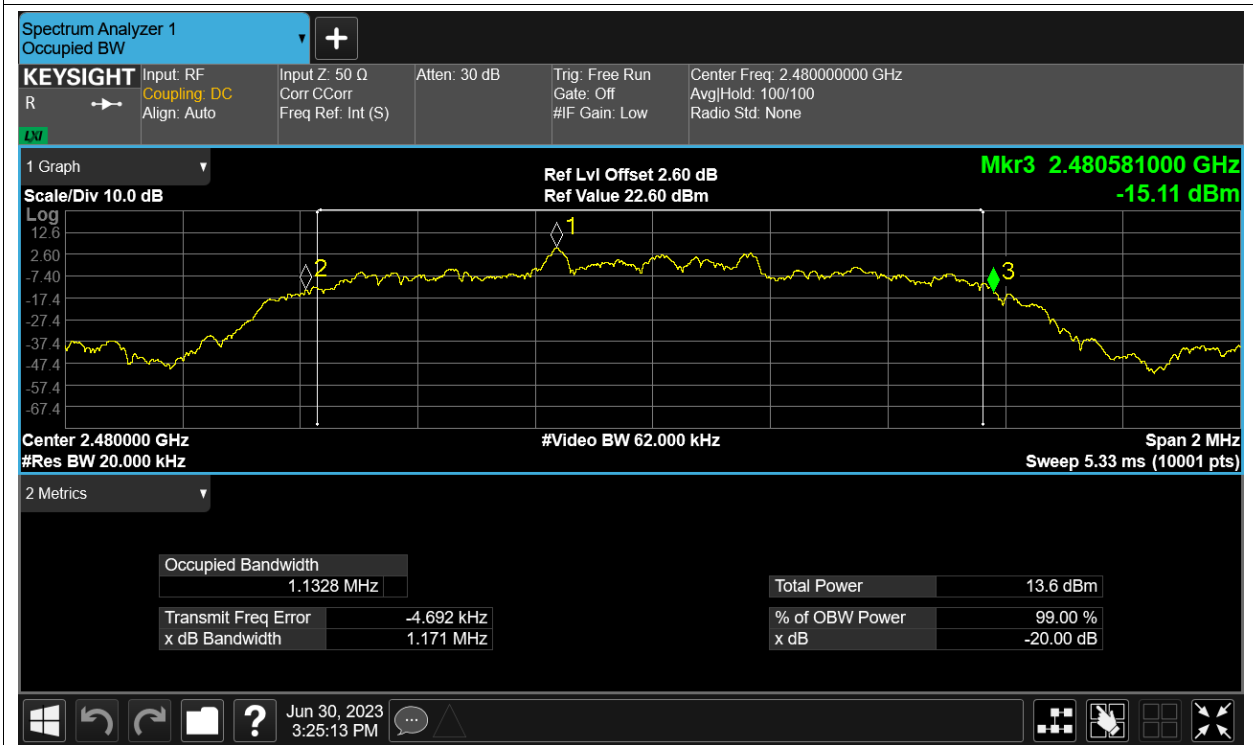 Spectrum Analyzer 1
Occupied BW
KEYSIGHT
R
LXI
Input: RF
Coupling: DC
Align: Auto
Input Z: 50 Ω
Corr CCorr
Freq Ref: Int (S)
Atten: 30 dB
Trig: Free Run
Gate: Off
#IF Gain: Low
Center Freq: 2.480000000 GHz
Avg|Hold: 100/100
Radio Std: None
1 Graph
Scale/Div 10.0 dB
Ref Lvl Offset 2.60 dB
Ref Value 22.60 dBm
Mkr3 2.480581000 GHz
-15.11 dBm
Log
12.6
2.60
-7.40
-17.4
-27.4
-37.4
-47.4
-57.4
-67.4
1
2
3
Center 2.480000 GHz
#Res BW 20.000 kHz
#Video BW 62.000 kHz
Span 2 MHz
Sweep 5.33 ms (10001 pts)
2 Metrics
Occupied Bandwidth
1.1328 MHz
Transmit Freq Error -4.692 kHz
x dB Bandwidth 1.171 MHz
Total Power 13.6 dBm
% of OBW Power 99.00 %
x dB -20.00 dB
?
Jun 30, 2023
3:25:13 PM